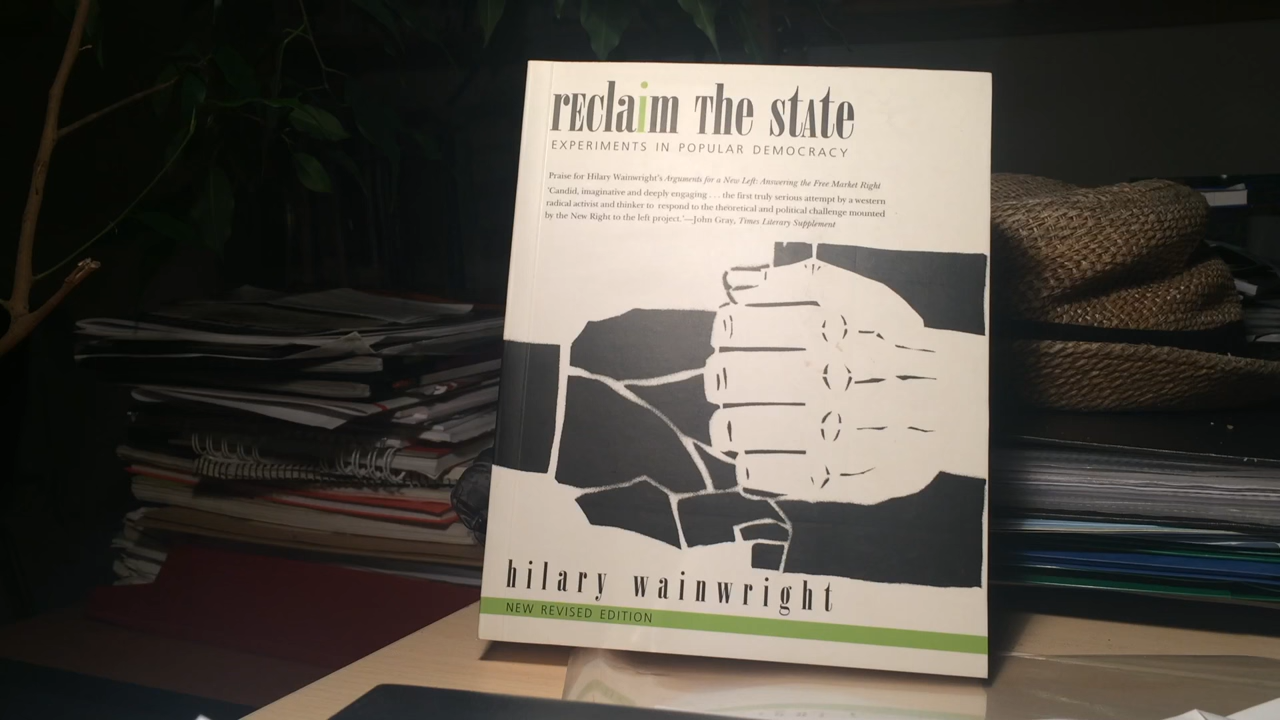 rEClaim The stAte
EXPERIMENTS IN POPULAR DEMOCRACY
Praise for Hilary Wainwright's Arguments for a New Left: Answering the Free Market Right
'Candid, imaginative and deeply engaging . . . the first truly serious attempt by a western
radical activist and thinker to respond to the theoretical and political challenge mounted
by the New Right to the left project.'—John Gray, Times Literary Supplement
hilary wainwright
NEW REVISED EDITION